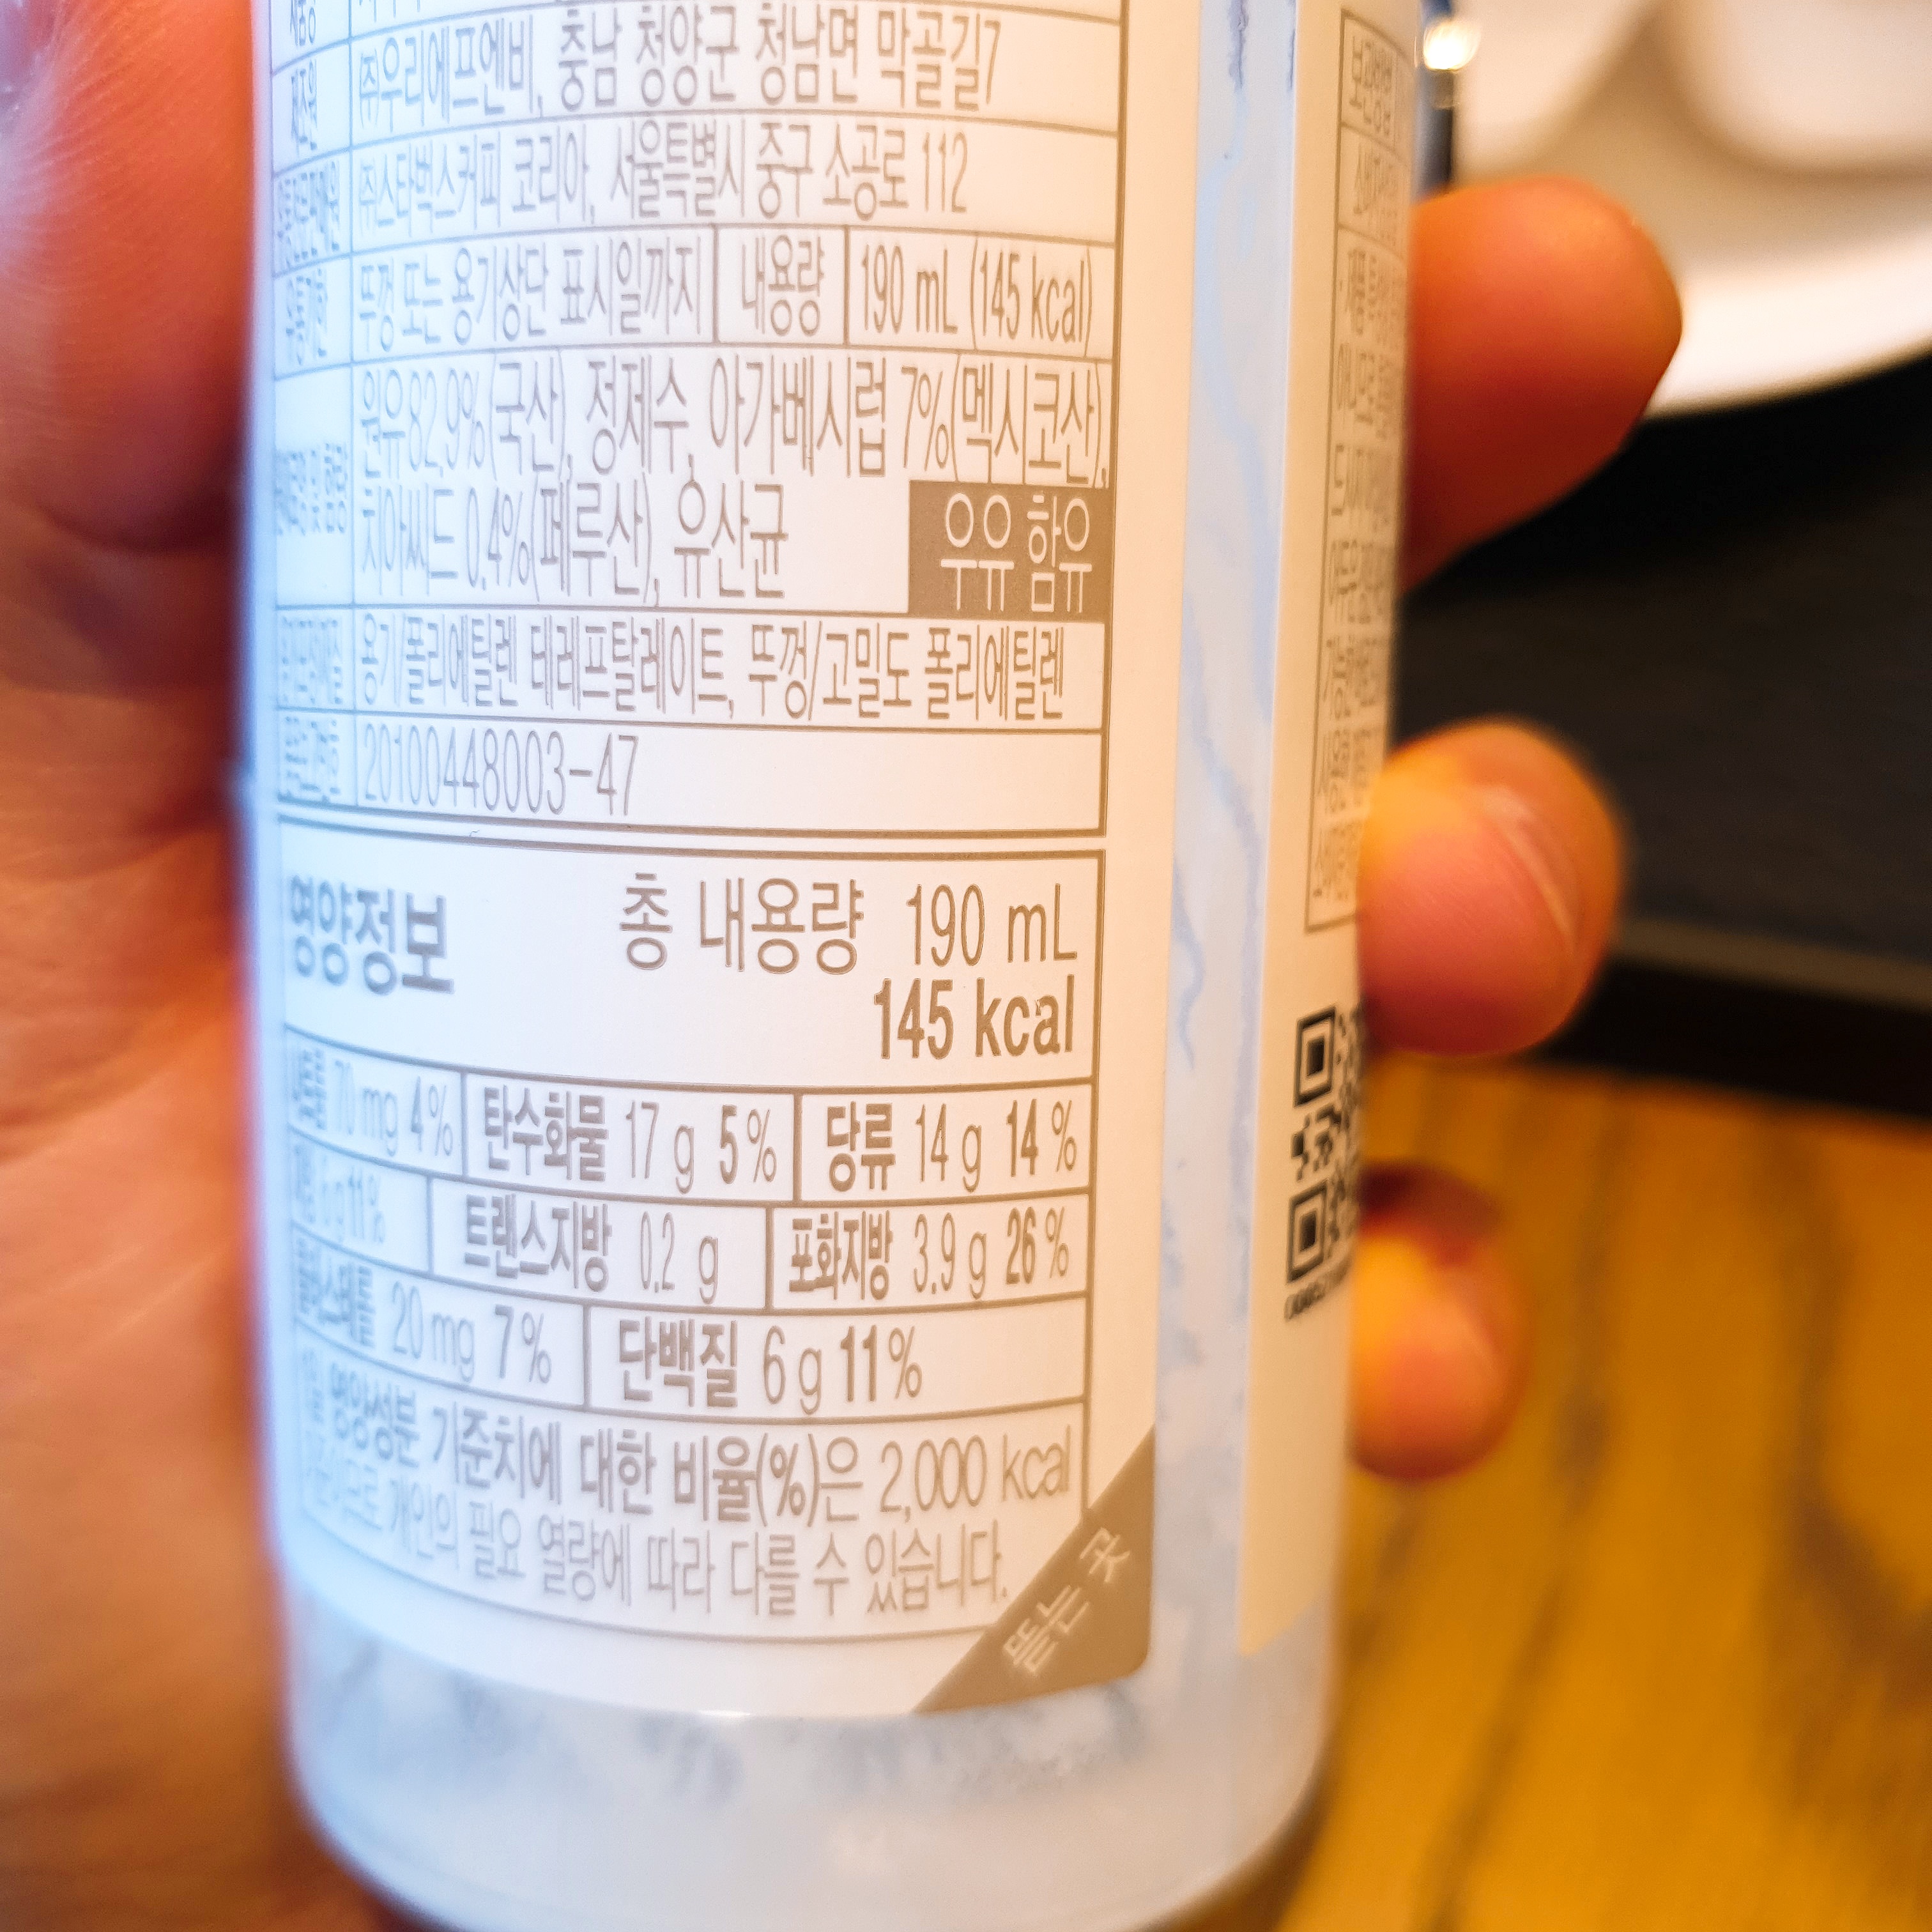 (주)우리에프엔비, 충남 청양군 청남면 막골길7
(주)스타벅스커피 코리아, 서울특별시 중구 소공로 112
뚜껑 또는 용기상단 표시일까지 내용량 190 mL (145 kcal)
원유82.9%(국산), 정제수, 아가베시럽 7%(멕시코산),
치아씨드 0.4%(페루산), 유산균 우유 함유
용기/폴리에틸렌 테레프탈레이트, 뚜껑/고밀도 폴리에틸렌
20100448003-47
영양정보 총 내용량 190 mL
145 kcal
70 mg 4% 탄수화물 17 g 5% 당류 14 g 14 %
6 g 11% 트랜스지방 0.2 g 포화지방 3.9 g 26 %
20 mg 7% 단백질 6 g 11%
1일 영양성분 기준치에 대한 비율(%)은 2,000 kcal
개인의 필요 열량에 따라 다를 수 있습니다.
뜯는 곳
보관방법